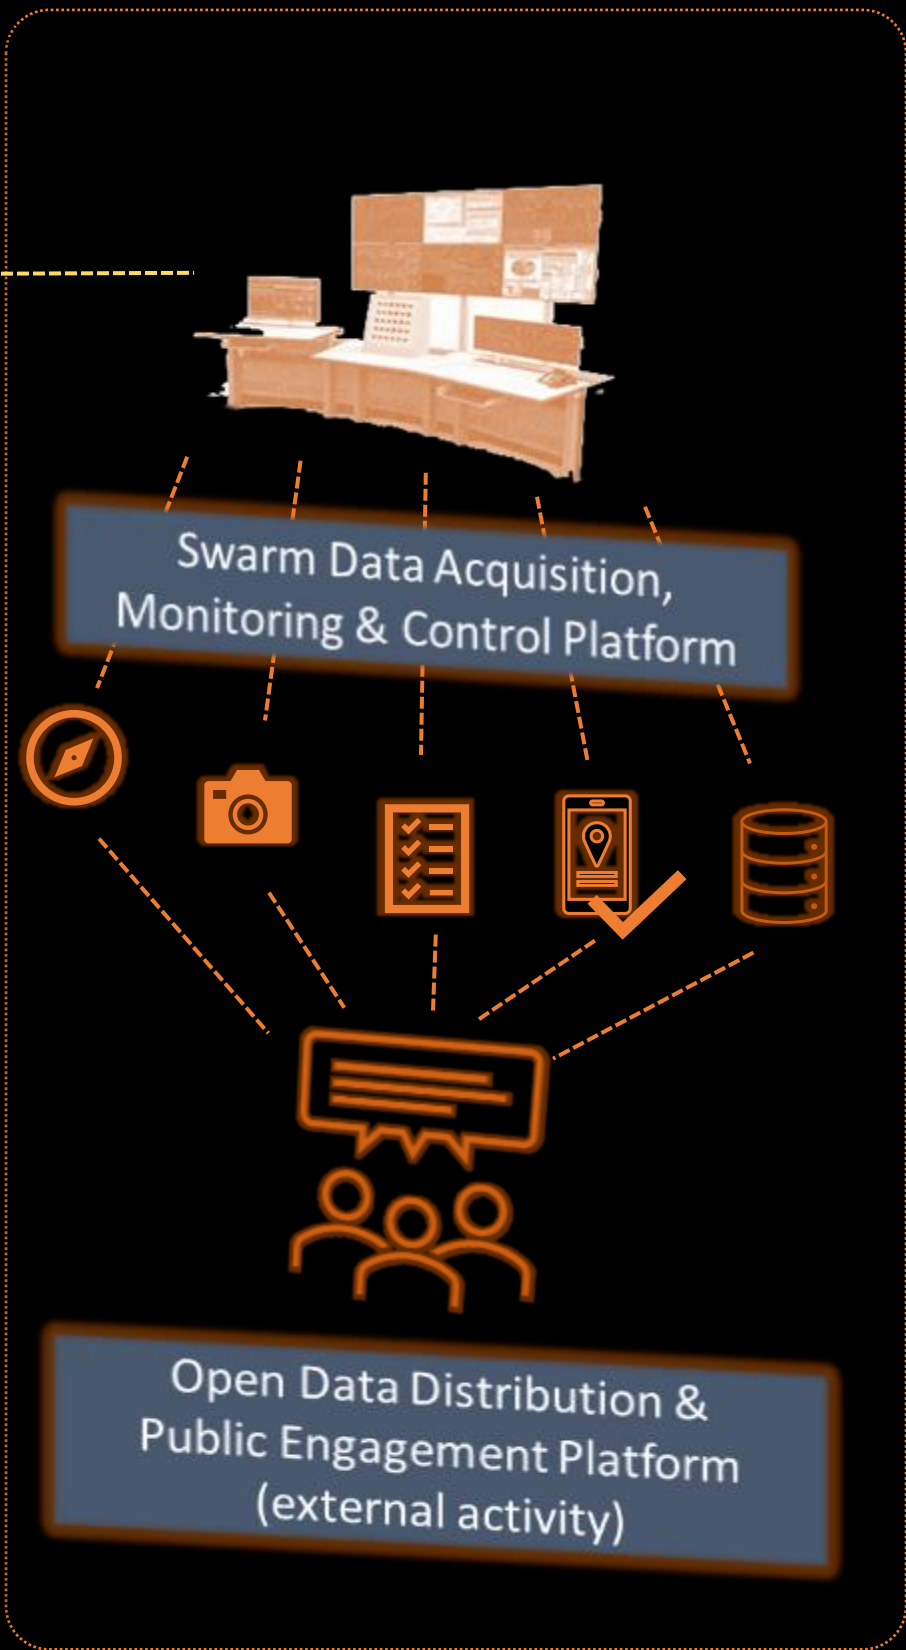 Swarm Data Acquisition,
Monitoring & Control Platform
Open Data Distribution &
Public Engagement Platform
(external activity)